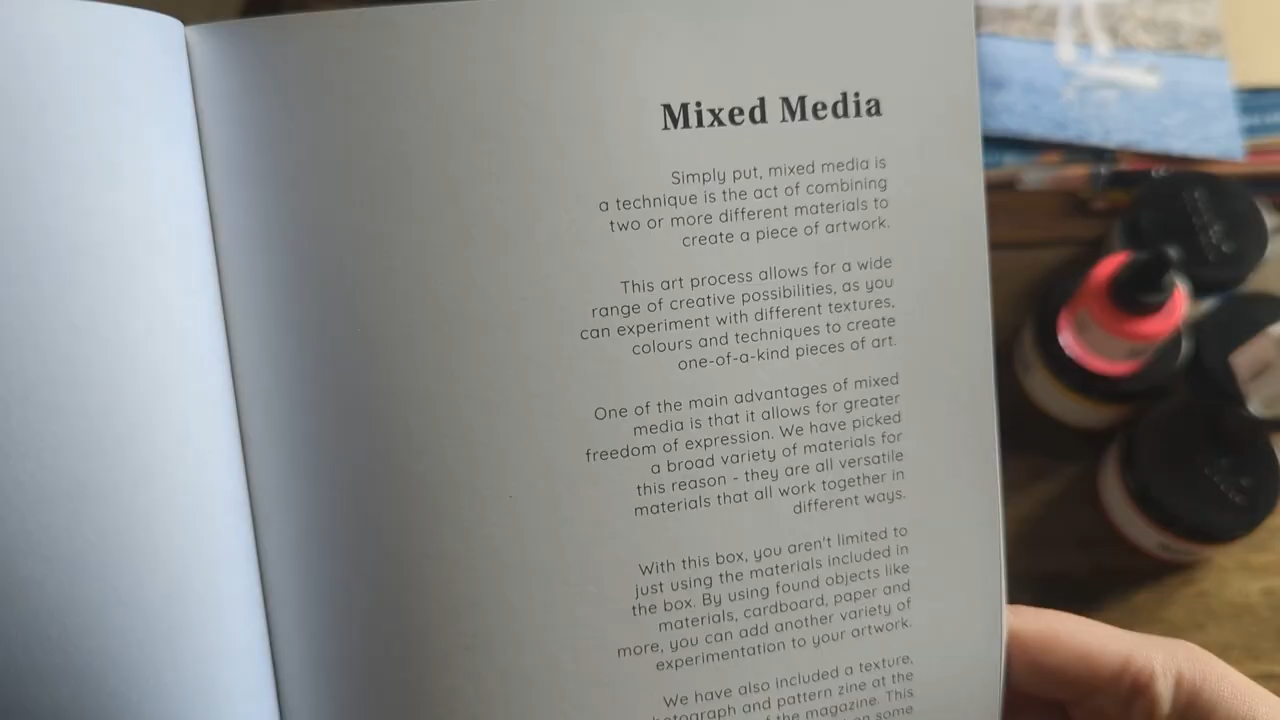 Mixed Media
Simply put, mixed media is
a technique is the act of combining
two or more different materials to
create a piece of artwork.
This art process allows for a wide
range of creative possibilities, as you
can experiment with different textures,
colours and techniques to create
one-of-a-kind pieces of art.
One of the main advantages of mixed
media is that it allows for greater
freedom of expression. We have picked
a broad variety of materials for
this reason - they are all versatile
materials that all work together in
different ways.
With this box, you aren't limited to
just using the materials included in
the box. By using found objects like
materials, cardboard, paper and
more, you can add another variety of
experimentation to your artwork.
We have also included a texture,
and pattern zine at the
the magazine. This
some